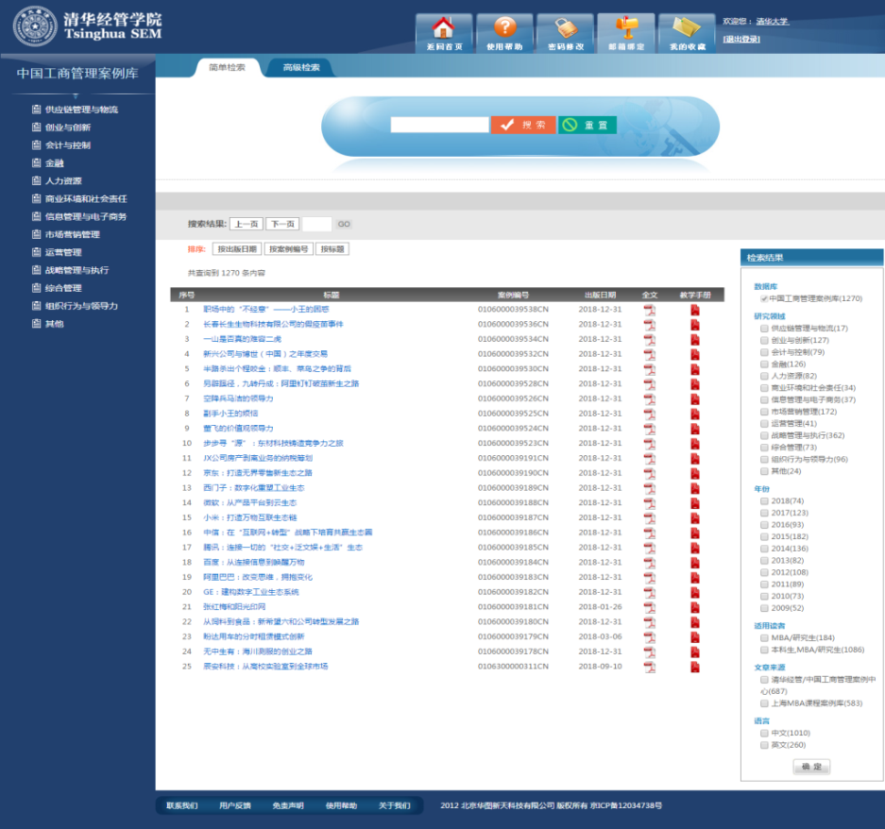 清华经管学院
Tsinghua SEM
返回首页
使用帮助
密码修改
邮箱绑定
我的收藏
欢迎您： 清华大学
[退出登录]
中国工商管理案例库
简单检索
高级检索
供应链管理与物流
创业与创新
会计与控制
金融
人力资源
商业环境和社会责任
信息管理与电子商务
市场营销管理
运营管理
战略管理与执行
综合管理
组织行为与领导力
其他
搜 索
重 置
搜索结果: 上一页 下一页 GO
排序: 按出版日期 按案例编号 按标题
共查询到 1270 条内容
序号 标题 案例编号 出版日期 全文 教学手册
1 职场中的“不经意”——小王的困惑 0106000039538CN 2018-12-31
2 长春长生生物科技有限公司的假疫苗事件 0106000039536CN 2018-12-31
3 一山是否真的难容二虎 0106000039534CN 2018-12-31
4 新兴公司与博世（中国）之年度交易 0106000039532CN 2018-12-31
5 半路杀出个程咬金：顺丰、菜鸟之争的背后 0106000039530CN 2018-12-31
6 另辟蹊径，九转丹成：阿里钉钉破茧新生之路 0106000039528CN 2018-12-31
7 空降兵马洁的领导力 0106000039526CN 2018-12-31
8 副手小王的烦恼 0106000039525CN 2018-12-31
9 董飞的价值观领导力 0106000039524CN 2018-12-31
10 步步寻“源”：东材科技铸造竞争力之旅 0106000039523CN 2018-12-31
11 JX公司房产剥离业务的纳税筹划 0106000039191CN 2018-12-31
12 京东：打造无界零售新生态之路 0106000039190CN 2018-12-31
13 西门子：数字化重塑工业生态 0106000039189CN 2018-12-31
14 微软：从产品平台到云生态 0106000039188CN 2018-12-31
15 小米：打造万物互联生态链 0106000039187CN 2018-12-31
16 中信：在“互联网+转型”战略下培育共赢生态圈 0106000039186CN 2018-12-31
17 腾讯：连接一切的“社交+泛文娱+生活”生态 0106000039185CN 2018-12-31
18 百度：从连接信息到唤醒万物 0106000039184CN 2018-12-31
19 阿里巴巴：改变思维，拥抱变化 0106000039183CN 2018-12-31
20 GE：建构数字工业生态系统 0106000039182CN 2018-12-31
21 张红梅和阳光印网 0106000039181CN 2018-01-26
22 从饲料到食品：新希望六和公司转型发展之路 0106000039180CN 2018-12-31
23 盼达用车的分时租赁模式创新 0106000039179CN 2018-03-06
24 无中生有：海川测服的创业之路 0106000039178CN 2018-12-31
25 辰安科技：从高校实验室到全球市场 0106300000311CN 2018-09-10
检索结果
数据库
中国工商管理案例库(1270)
研究领域
供应链管理与物流(17)
创业与创新(127)
会计与控制(79)
金融(126)
人力资源(82)
商业环境和社会责任(34)
信息管理与电子商务(37)
市场营销管理(172)
运营管理(41)
战略管理与执行(362)
综合管理(73)
组织行为与领导力(96)
其他(24)
年份
2018(74)
2017(123)
2016(93)
2015(182)
2014(136)
2013(82)
2012(108)
2011(89)
2010(73)
2009(52)
适用读者
MBA/研究生(184)
本科生,MBA/研究生(1086)
文章来源
清华经管/中国工商管理案例中
心(687)
上海MBA课程案例库(583)
语言
中文(1010)
英文(260)
确 定
联系我们 用户反馈 免责声明 使用帮助 关于我们
2012 北京华图新天科技有限公司 版权所有 京ICP备12034738号